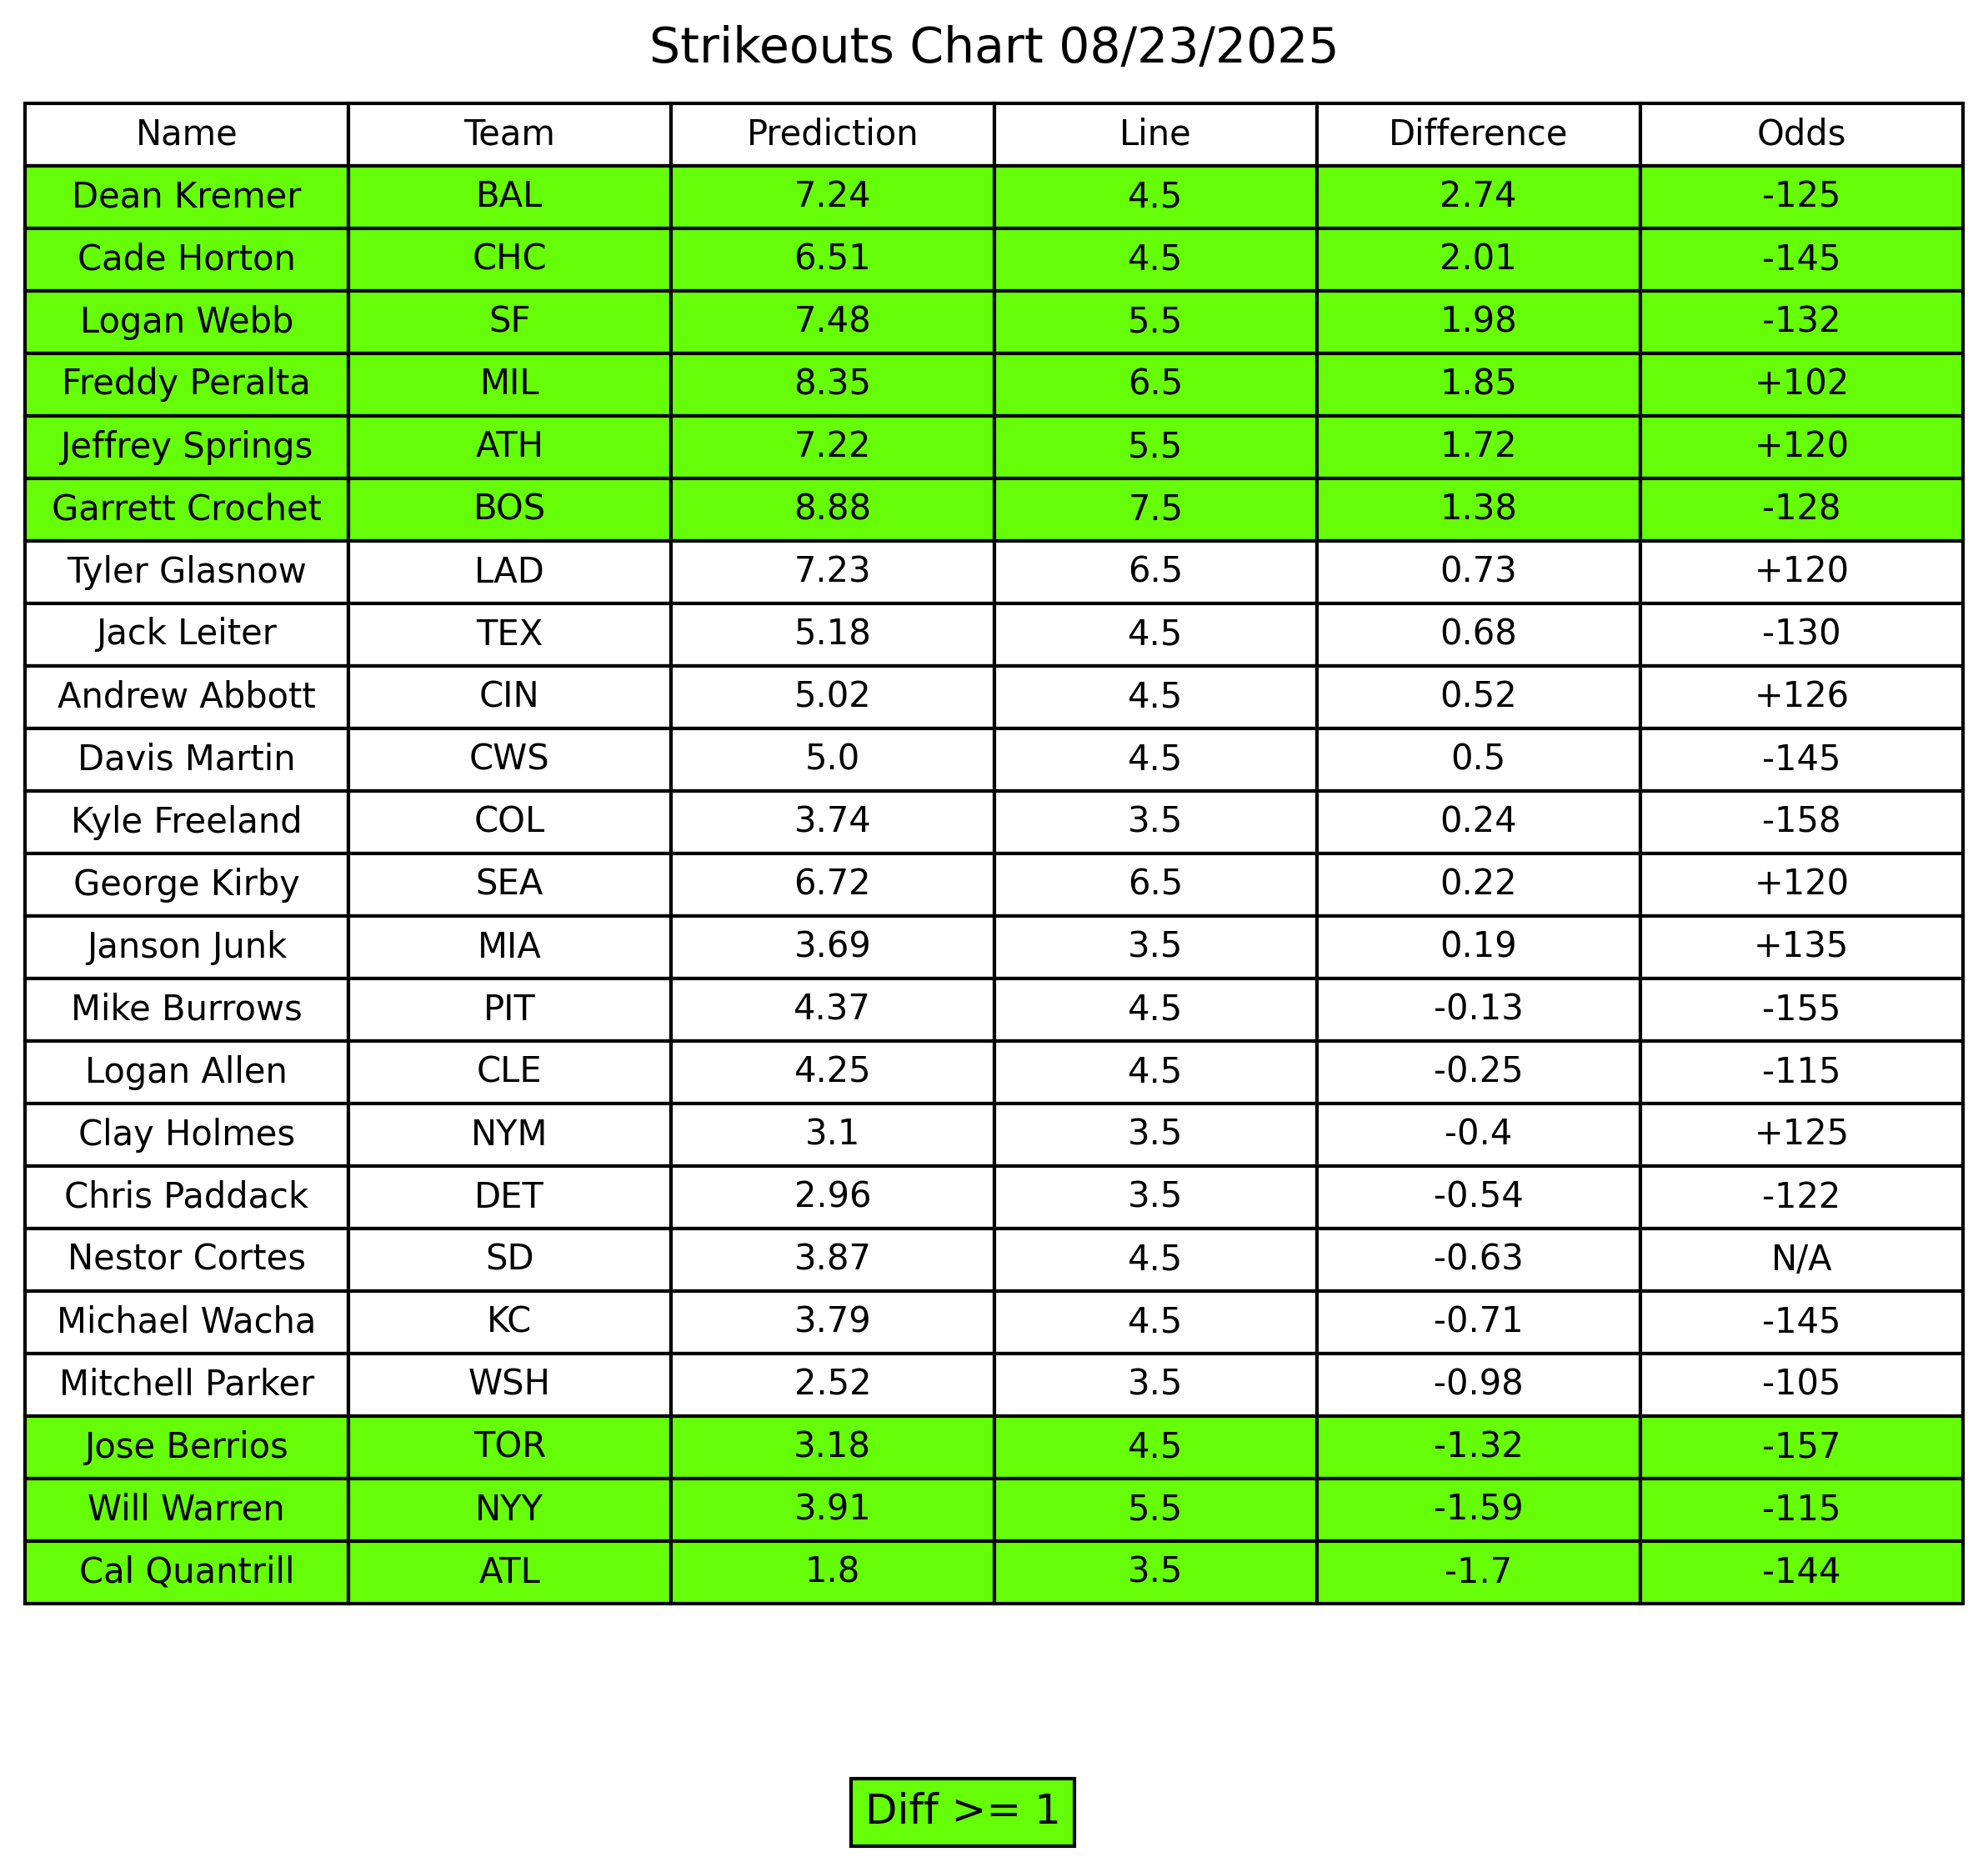 Strikeouts Chart 08/23/2025
Name Team Prediction Line Difference Odds
Dean Kremer BAL 7.24 4.5 2.74 -125
Cade Horton CHC 6.51 4.5 2.01 -145
Logan Webb SF 7.48 5.5 1.98 -132
Freddy Peralta MIL 8.35 6.5 1.85 +102
Jeffrey Springs ATH 7.22 5.5 1.72 +120
Garrett Crochet BOS 8.88 7.5 1.38 -128
Tyler Glasnow LAD 7.23 6.5 0.73 +120
Jack Leiter TEX 5.18 4.5 0.68 -130
Andrew Abbott CIN 5.02 4.5 0.52 +126
Davis Martin CWS 5.0 4.5 0.5 -145
Kyle Freeland COL 3.74 3.5 0.24 -158
George Kirby SEA 6.72 6.5 0.22 +120
Janson Junk MIA 3.69 3.5 0.19 +135
Mike Burrows PIT 4.37 4.5 -0.13 -155
Logan Allen CLE 4.25 4.5 -0.25 -115
Clay Holmes NYM 3.1 3.5 -0.4 +125
Chris Paddack DET 2.96 3.5 -0.54 -122
Nestor Cortes SD 3.87 4.5 -0.63 N/A
Michael Wacha KC 3.79 4.5 -0.71 -145
Mitchell Parker WSH 2.52 3.5 -0.98 -105
Jose Berrios TOR 3.18 4.5 -1.32 -157
Will Warren NYY 3.91 5.5 -1.59 -115
Cal Quantrill ATL 1.8 3.5 -1.7 -144
Diff >= 1